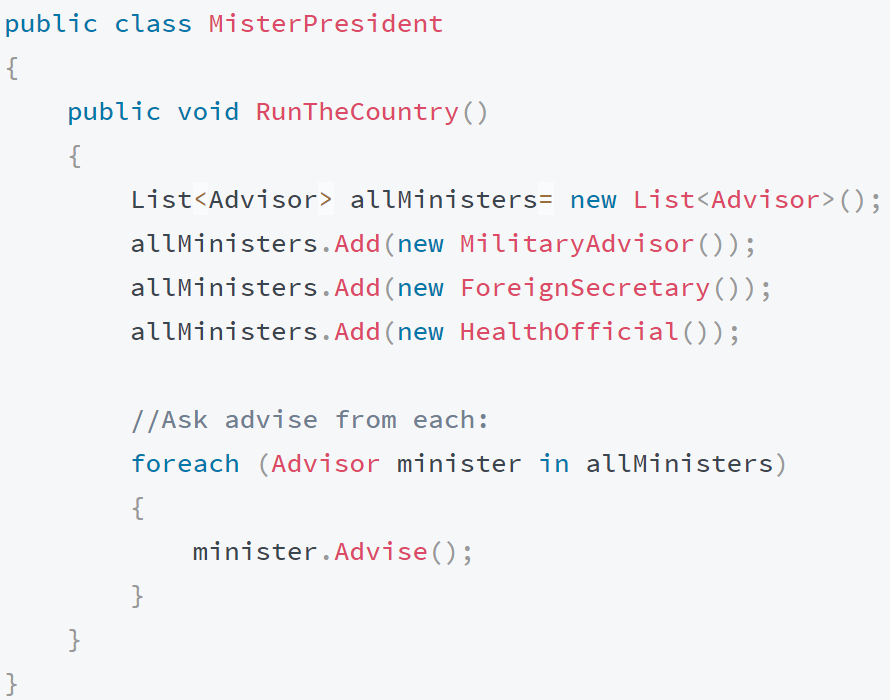 public class MisterPresident
{
    public void RunTheCountry()
    {
        List<Advisor> allMinisters= new List<Advisor>();
        allMinisters.Add(new MilitaryAdvisor());
        allMinisters.Add(new ForeignSecretary());
        allMinisters.Add(new HealthOfficial());

        //Ask advise from each:
        foreach (Advisor minister in allMinisters)
        {
            minister.Advise();
        }
    }
}